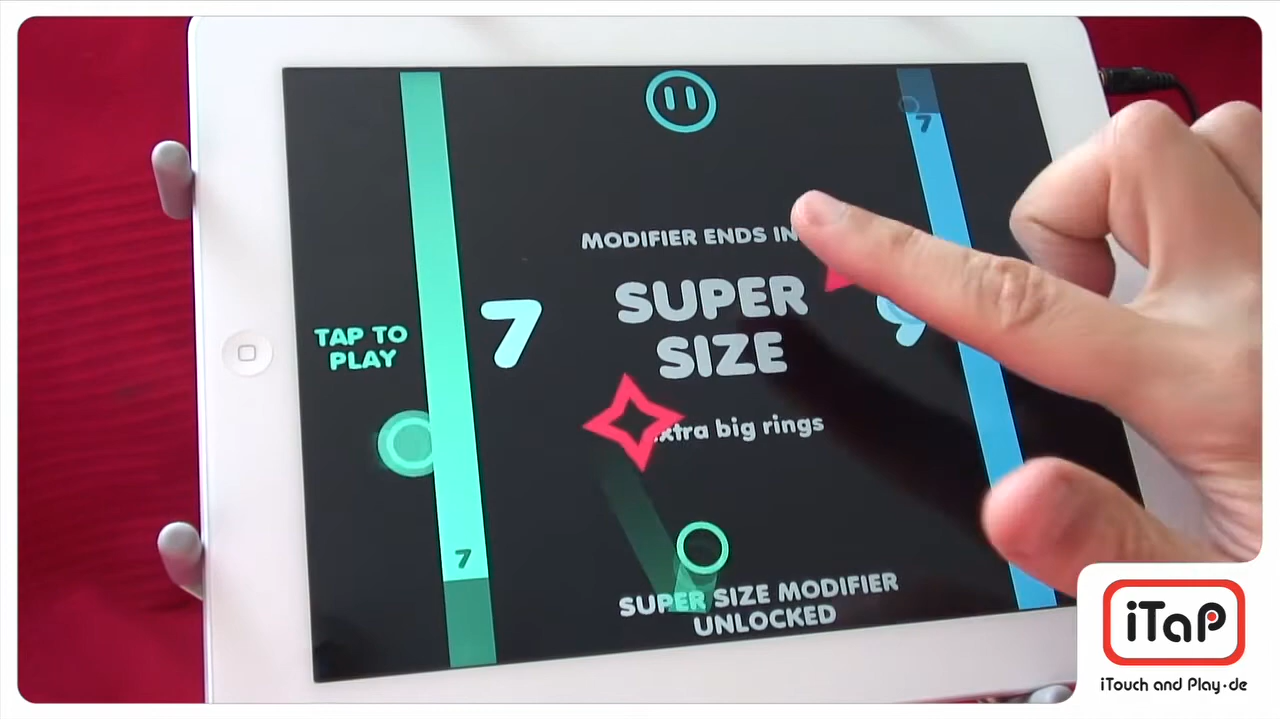 7
MODIFIER ENDS IN
SUPER
SIZE
7
9
TAP TO
PLAY
xtra big rings
7
SUPER SIZE MODIFIER
UNLOCKED
iTaP
iTouch and Play·de